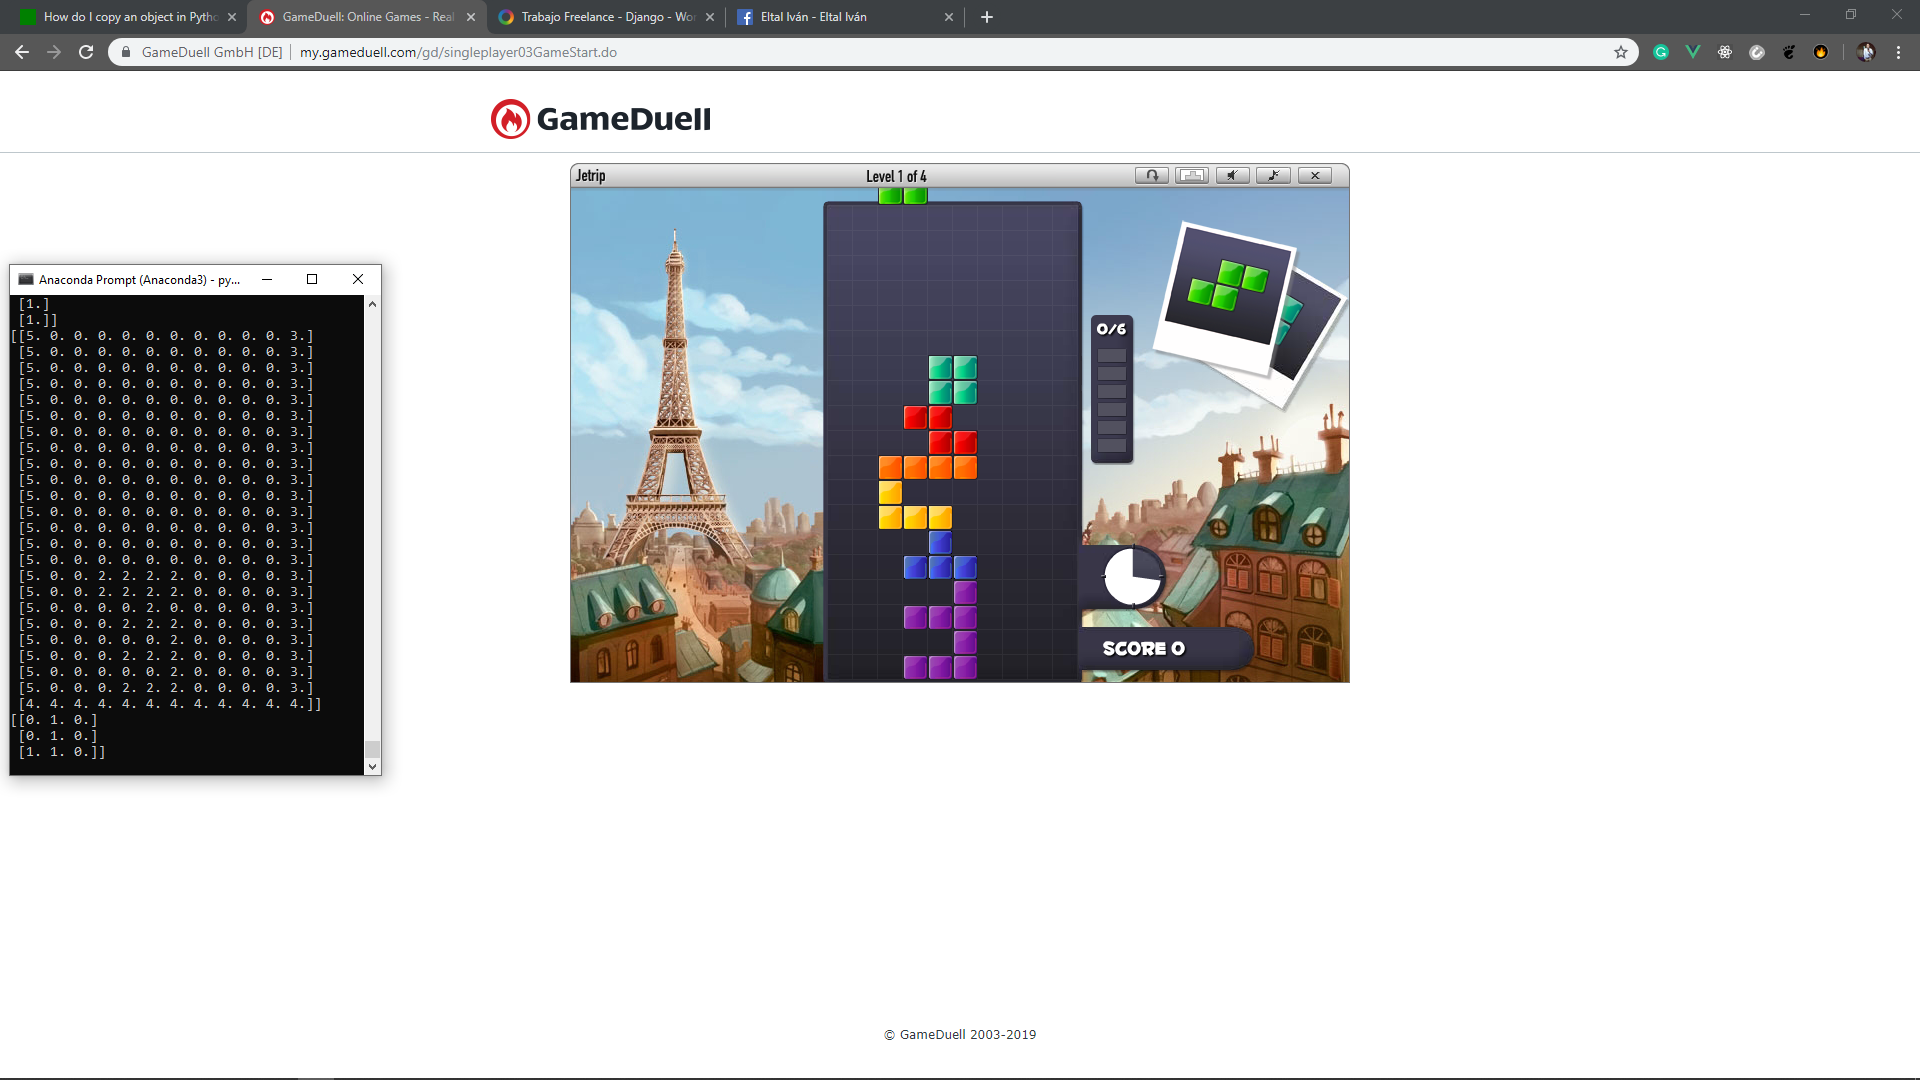 How do I copy an object in Pytho
GameDuell: Online Games - Real
Trabajo Freelance - Django - Wor
Eltal Iván - Eltal Iván
GameDuell GmbH [DE]
my.gameduell.com/gd/singleplayer03GameStart.do
GameDuell
Jetrip
Level 1 of 4
0/6
SCORE 0
Anaconda Prompt (Anaconda3) - py...
[1.]
[1.]]
[[5. 0. 0. 0. 0. 0. 0. 0. 0. 0. 0. 3.]
[5. 0. 0. 0. 0. 0. 0. 0. 0. 0. 0. 3.]
[5. 0. 0. 0. 0. 0. 0. 0. 0. 0. 0. 3.]
[5. 0. 0. 0. 0. 0. 0. 0. 0. 0. 0. 3.]
[5. 0. 0. 0. 0. 0. 0. 0. 0. 0. 0. 3.]
[5. 0. 0. 0. 0. 0. 0. 0. 0. 0. 0. 3.]
[5. 0. 0. 0. 0. 0. 0. 0. 0. 0. 0. 3.]
[5. 0. 0. 0. 0. 0. 0. 0. 0. 0. 0. 3.]
[5. 0. 0. 0. 0. 0. 0. 0. 0. 0. 0. 3.]
[5. 0. 0. 0. 0. 0. 0. 0. 0. 0. 0. 3.]
[5. 0. 0. 0. 0. 0. 0. 0. 0. 0. 0. 3.]
[5. 0. 0. 0. 0. 0. 0. 0. 0. 0. 0. 3.]
[5. 0. 0. 0. 0. 0. 0. 0. 0. 0. 0. 3.]
[5. 0. 0. 0. 0. 0. 0. 0. 0. 0. 0. 3.]
[5. 0. 0. 0. 0. 0. 0. 0. 0. 0. 0. 3.]
[5. 0. 0. 2. 2. 2. 2. 0. 0. 0. 0. 3.]
[5. 0. 0. 2. 2. 2. 2. 0. 0. 0. 0. 3.]
[5. 0. 0. 0. 0. 2. 0. 0. 0. 0. 0. 3.]
[5. 0. 0. 0. 2. 2. 2. 0. 0. 0. 0. 3.]
[5. 0. 0. 0. 0. 0. 2. 0. 0. 0. 0. 3.]
[5. 0. 0. 0. 2. 2. 2. 0. 0. 0. 0. 3.]
[5. 0. 0. 0. 0. 0. 2. 0. 0. 0. 0. 3.]
[5. 0. 0. 0. 2. 2. 2. 0. 0. 0. 0. 3.]
[4. 4. 4. 4. 4. 4. 4. 4. 4. 4. 4. 4.]]
[[0. 1. 0.]
[0. 1. 0.]
[1. 1. 0.]]
© GameDuell 2003-2019